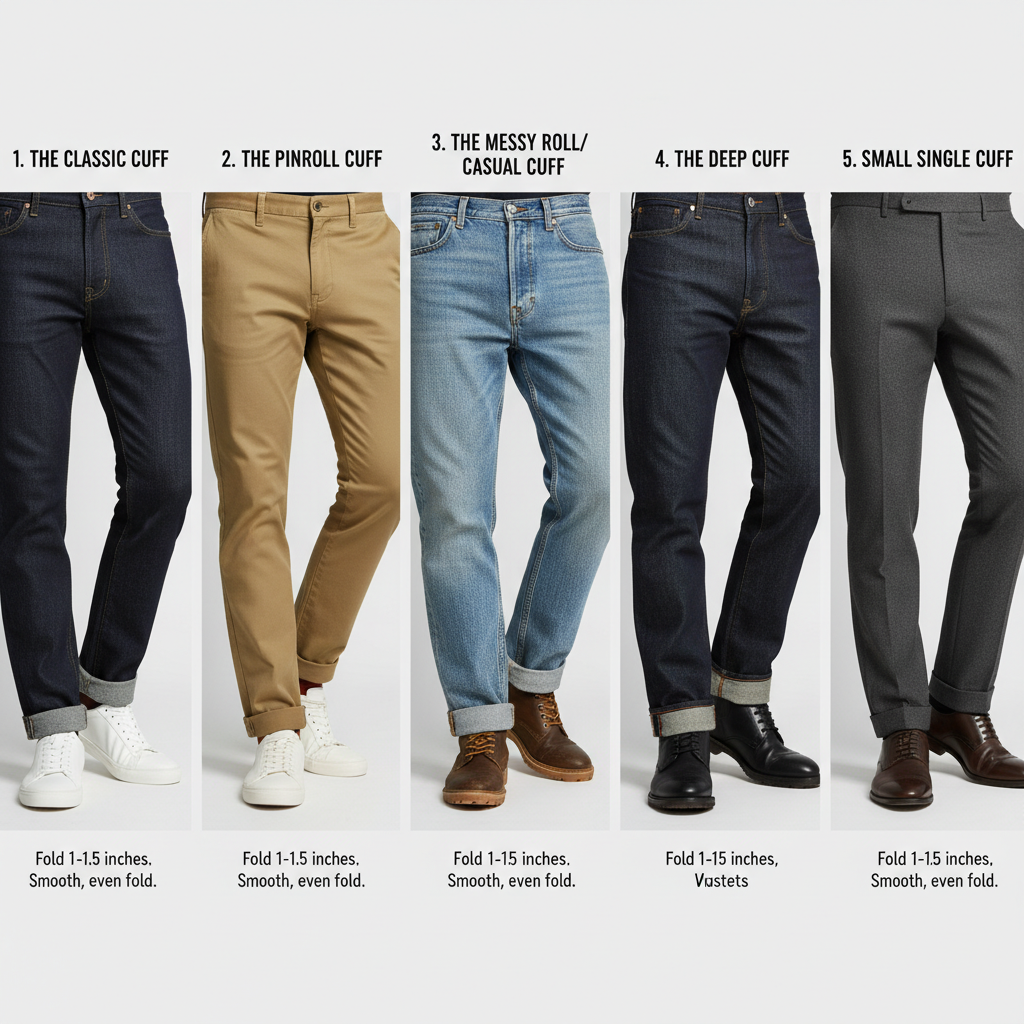 1. THE CLASSIC CUFF
2. THE PINROLL CUFF
3. THE MESSY ROLL/
CASUAL CUFF
4. THE DEEP CUFF
5. SMALL SINGLE CUFF
Fold 1-1.5 inches.
Smooth, even fold.
Fold 1-1.5 inches.
Smooth, even fold.
Fold 1-15 inches.
Smooth, even fold.
Fold 1-15 inches,
Vustets
Fold 1-1.5 inches.
Smooth, even fold.